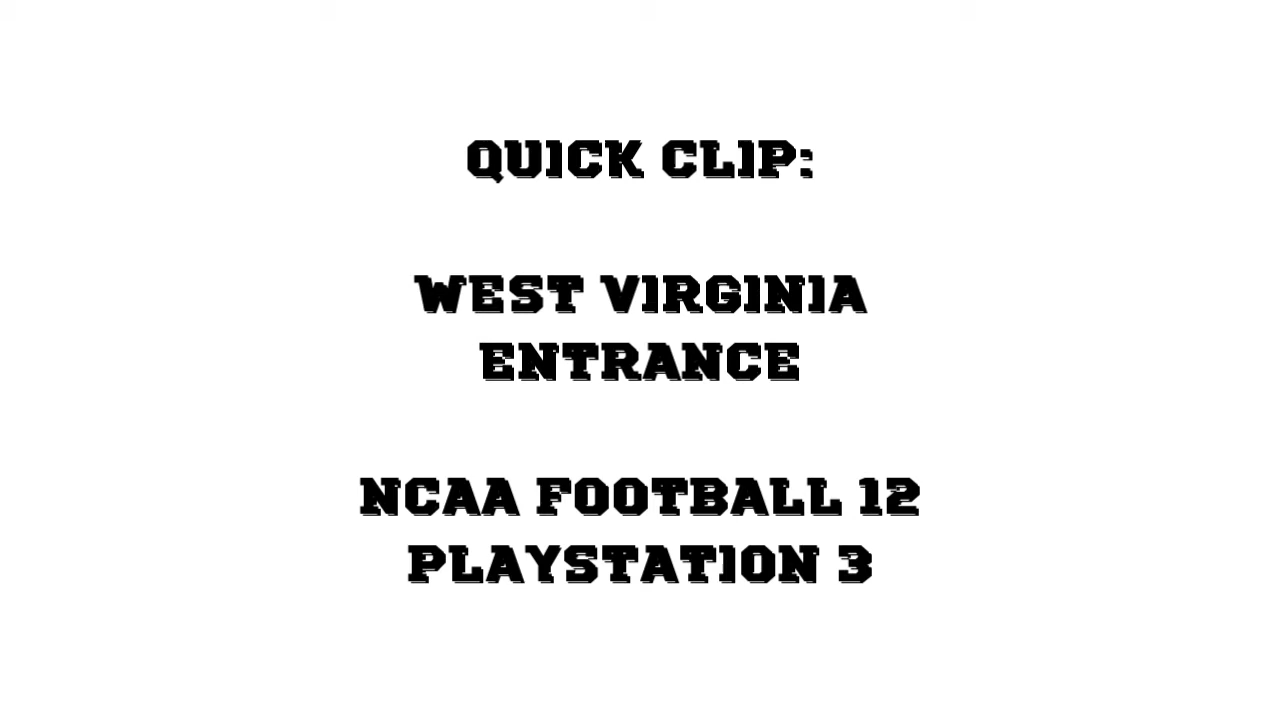 QUICK CLIP:
WEST VIRGINIA
ENTRANCE
NCAA FOOTBALL 12
PLAYSTATION 3